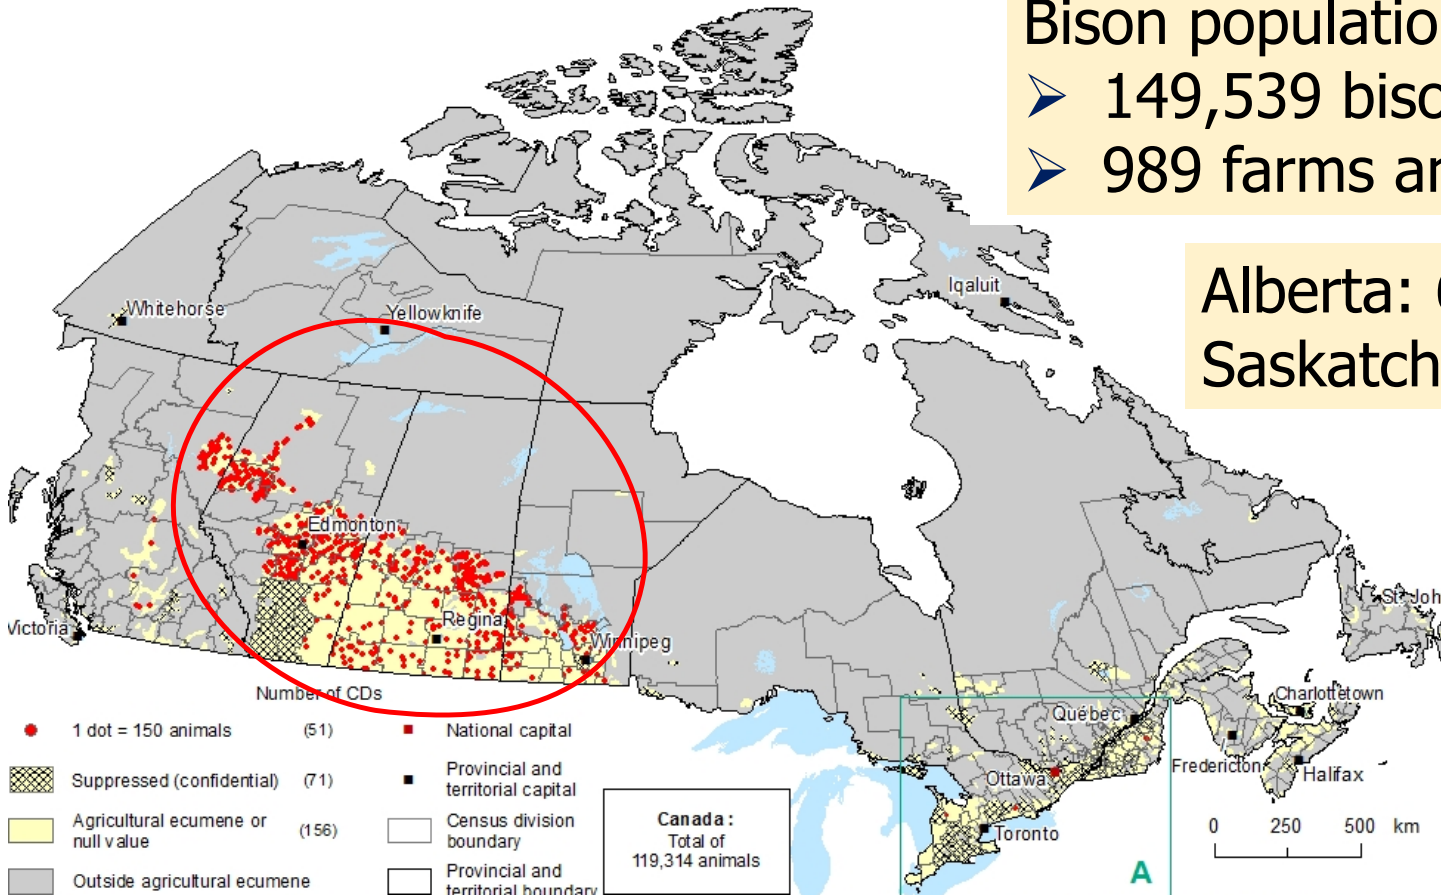 Bison populatio
➢ 149,539 biso
➢ 989 farms a
Alberta:
Saskatch
Iqaluit
Whitehorse
Yellowknife
Edmonton
Regina
Winnipeg
Victoria
St. Joh
Charlottetown
Québec
Fredericton
Halifax
Ottawa
Toronto
Number of CDs
1 dot = 150 animals (51)
Suppressed (confidential) (71)
Agricultural ecumene or
null value (156)
Outside agricultural ecumene
National capital
Provincial and
territorial capital
Census division
boundary
Provincial and
territorial boundary
Canada :
Total of
119,314 animals
0 250 500 km
A